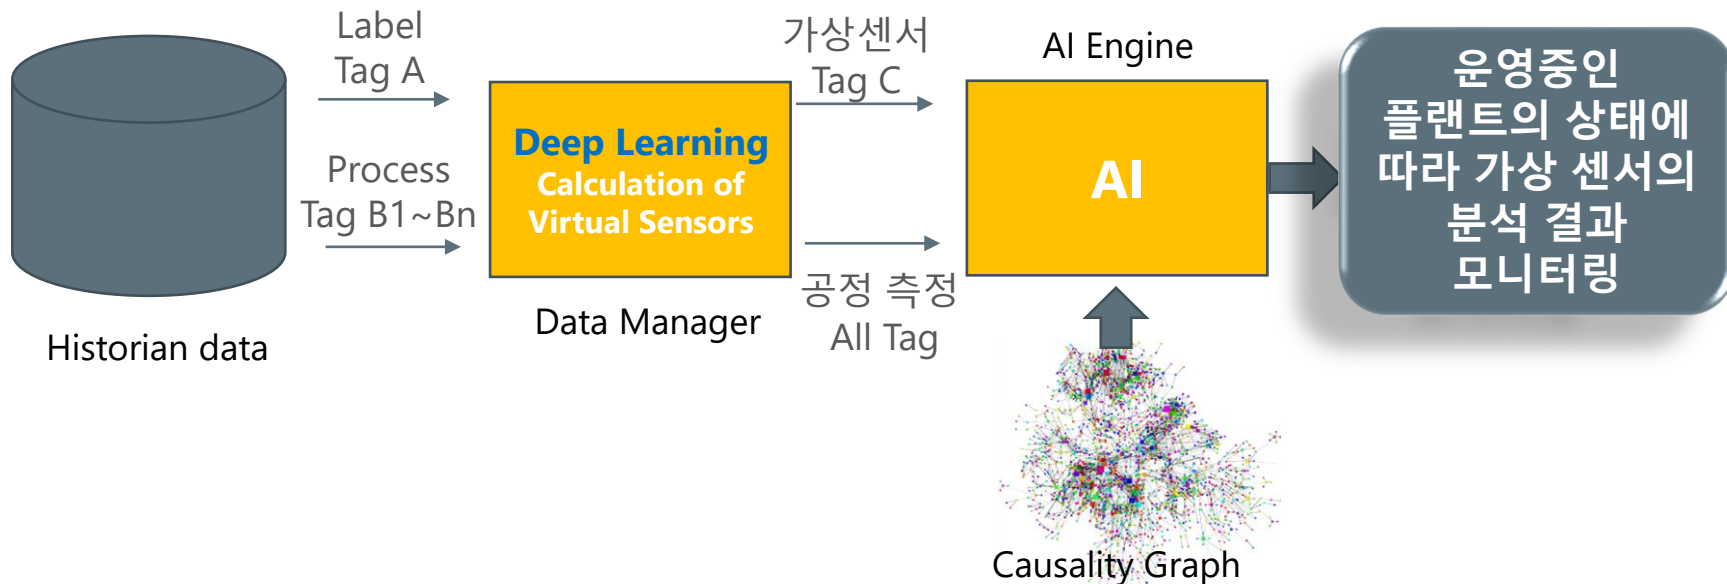 Label
Tag A
Process
Tag B1~Bn
Historian data
Deep Learning
Calculation of
Virtual Sensors
Data Manager
가상센서
Tag C
공정 측정
All Tag
AI Engine
AI
Causality Graph
운영중인
플랜트의 상태에
따라 가상 센서의
분석 결과
모니터링